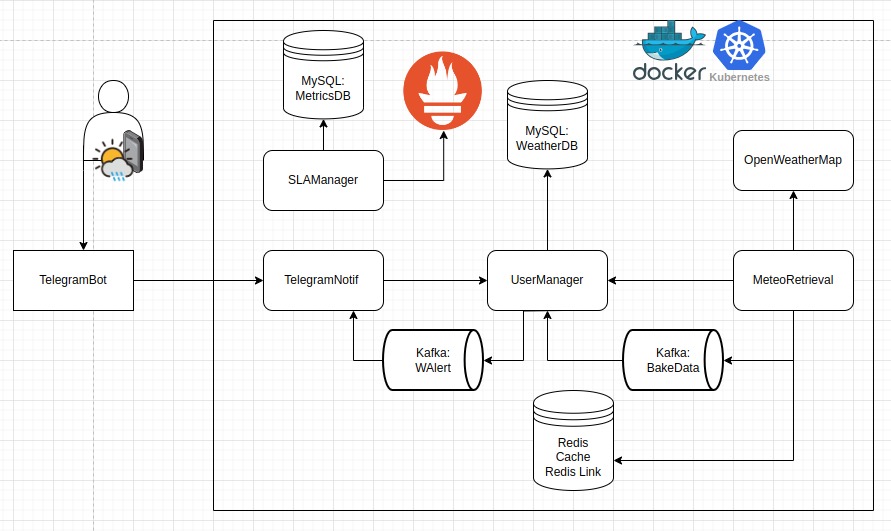 MySQL:
MetricsDB
docker
Kubernetes
MySQL:
WeatherDB
OpenWeatherMap
SLAManager
TelegramBot
TelegramNotif
UserManager
MeteoRetrieval
Kafka:
WAlert
Kafka:
BakeData
Redis
Cache
Redis Link